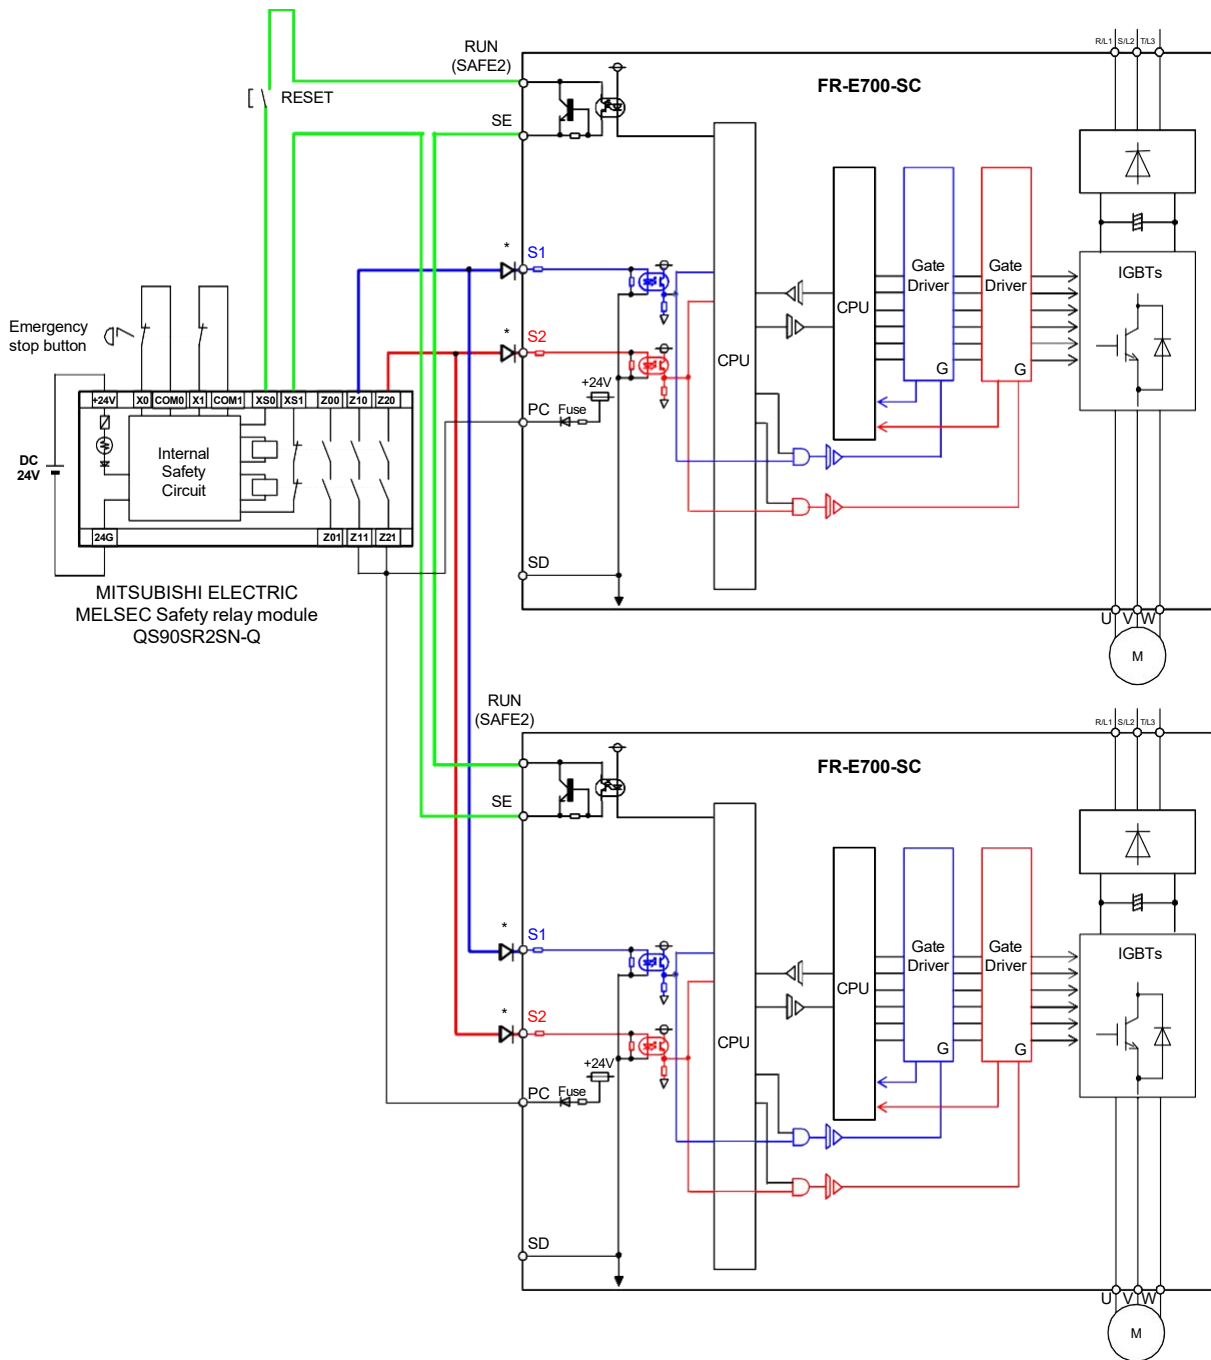 RUN
(SAFE2)
R/L1 S/L2 T/L3
FR-E700-SC
RESET
SE
* S1
IGBTs
Gate
Driver
Gate
Driver
CPU
G
G
Emergency
stop button
* S2
CPU
+24V
PC Fuse
+24V X0 COM0 X1 COM1 XS0 XS1 Z00 Z10 Z20
DC
24V
Internal
Safety
Circuit
24G Z01 Z11 Z21
SD
MITSUBISHI ELECTRIC
MELSEC Safety relay module
QS90SR2SN-Q
U V W
M
RUN
(SAFE2)
R/L1 S/L2 T/L3
FR-E700-SC
SE
* S1
IGBTs
Gate
Driver
Gate
Driver
CPU
G
G
* S2
CPU
+24V
PC Fuse
SD
U V W
M